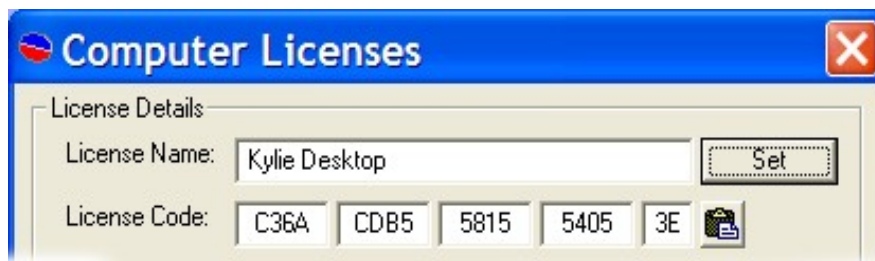 Computer Licenses
License Details
License Name: Kylie Desktop Set
License Code: C36A CDB5 5815 5405 3E